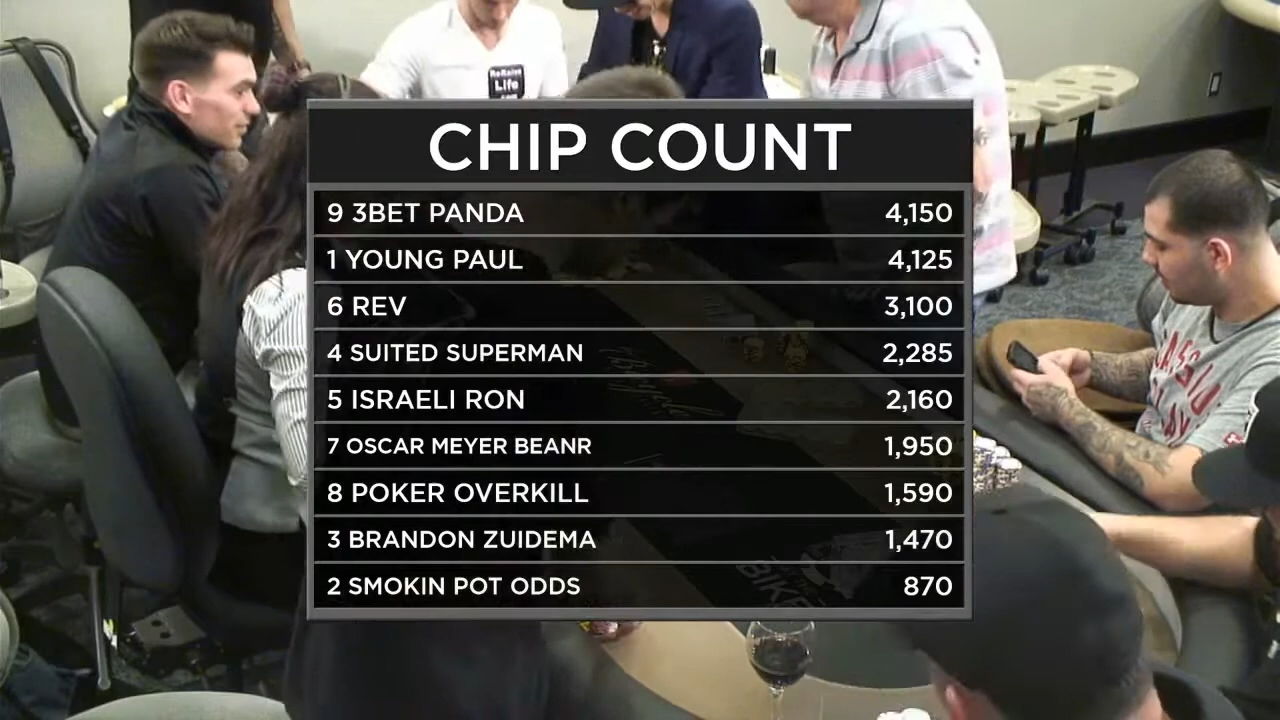 ReRaise
Life
CHIP COUNT
9 3BET PANDA 4,150
1 YOUNG PAUL 4,125
6 REV 3,100
4 SUITED SUPERMAN 2,285
5 ISRAELI RON 2,160
7 OSCAR MEYER BEANR 1,950
8 POKER OVERKILL 1,590
3 BRANDON ZUIDEMA 1,470
2 SMOKIN POT ODDS 870
BIKE